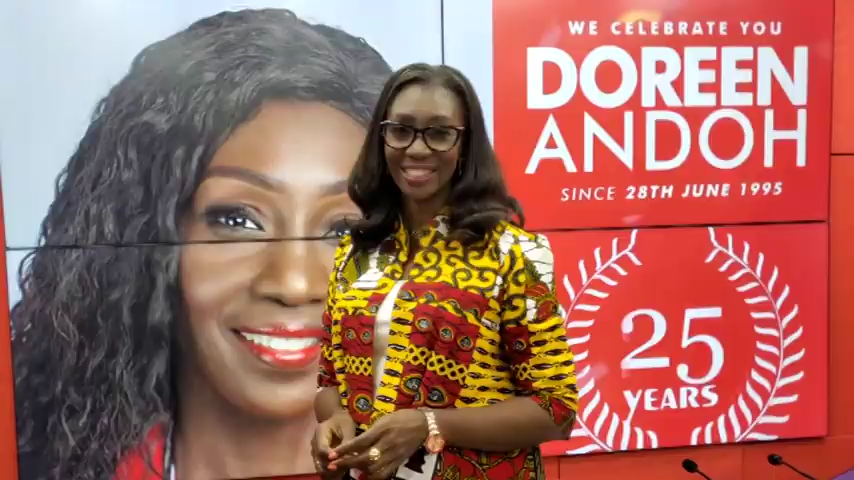 WE CELEBRATE YOU
DOREEN
ANDOH
SINCE 28TH JUNE 1995
25
YEARS